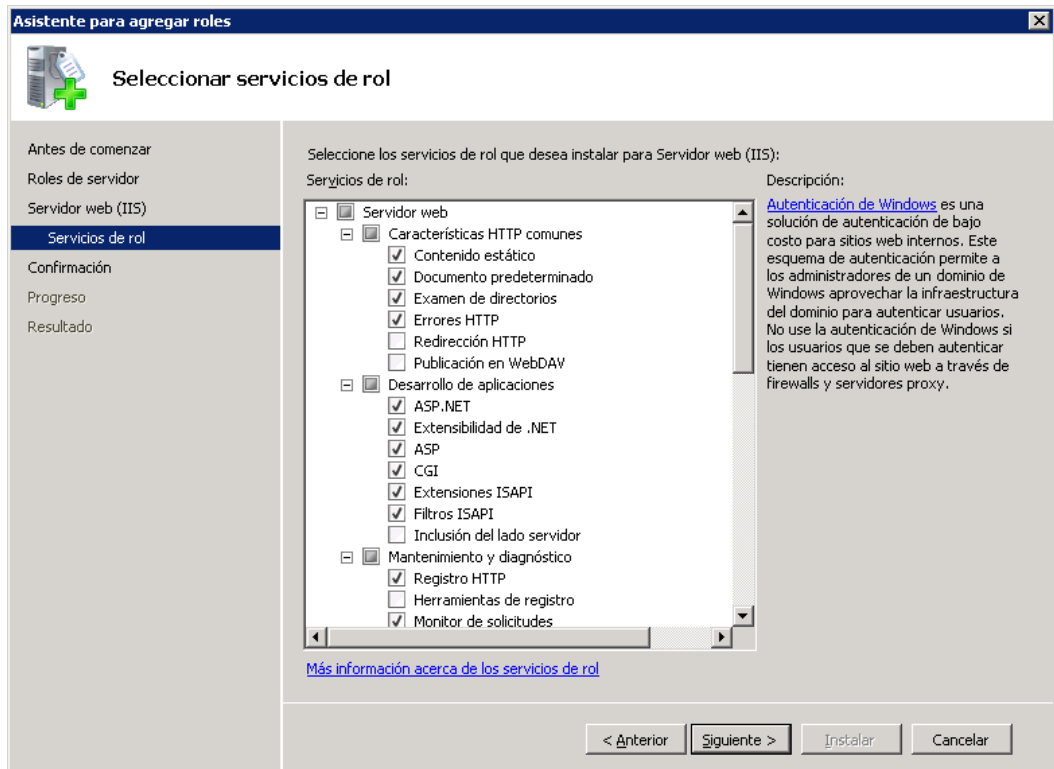 Asistente para agregar roles
Seleccionar servicios de rol
Antes de comenzar
Roles de servidor
Servidor web (IIS)
Servicios de rol
Confirmación
Progreso
Resultado
Seleccione los servicios de rol que desea instalar para Servidor web (IIS):
Servicios de rol:
Servidor web
Características HTTP comunes
Contenido estático
Documento predeterminado
Examen de directorios
Errores HTTP
Redirección HTTP
Publicación en WebDAV
Desarrollo de aplicaciones
ASP.NET
Extensibilidad de .NET
ASP
CGI
Extensiones ISAPI
Filtros ISAPI
Inclusión del lado servidor
Mantenimiento y diagnóstico
Registro HTTP
Herramientas de registro
Monitor de solicitudes
Más información acerca de los servicios de rol
Descripción:
Autenticación de Windows es una
solución de autenticación de bajo
costo para sitios web internos. Este
esquema de autenticación permite a
los administradores de un dominio de
Windows aprovechar la infraestructura
del dominio para autenticar usuarios.
No use la autenticación de Windows si
los usuarios que se deben autenticar
tienen acceso al sitio web a través de
firewalls y servidores proxy.
< Anterior
Siguiente >
Instalar
Cancelar